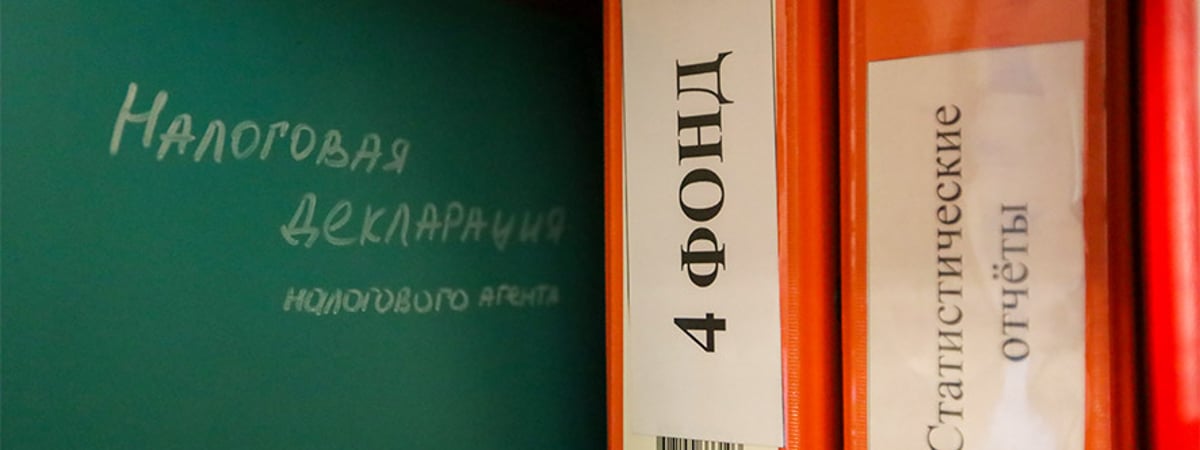 Налоговая
декларация
налогового агента
4 ФОНД
Статистические
отчёты